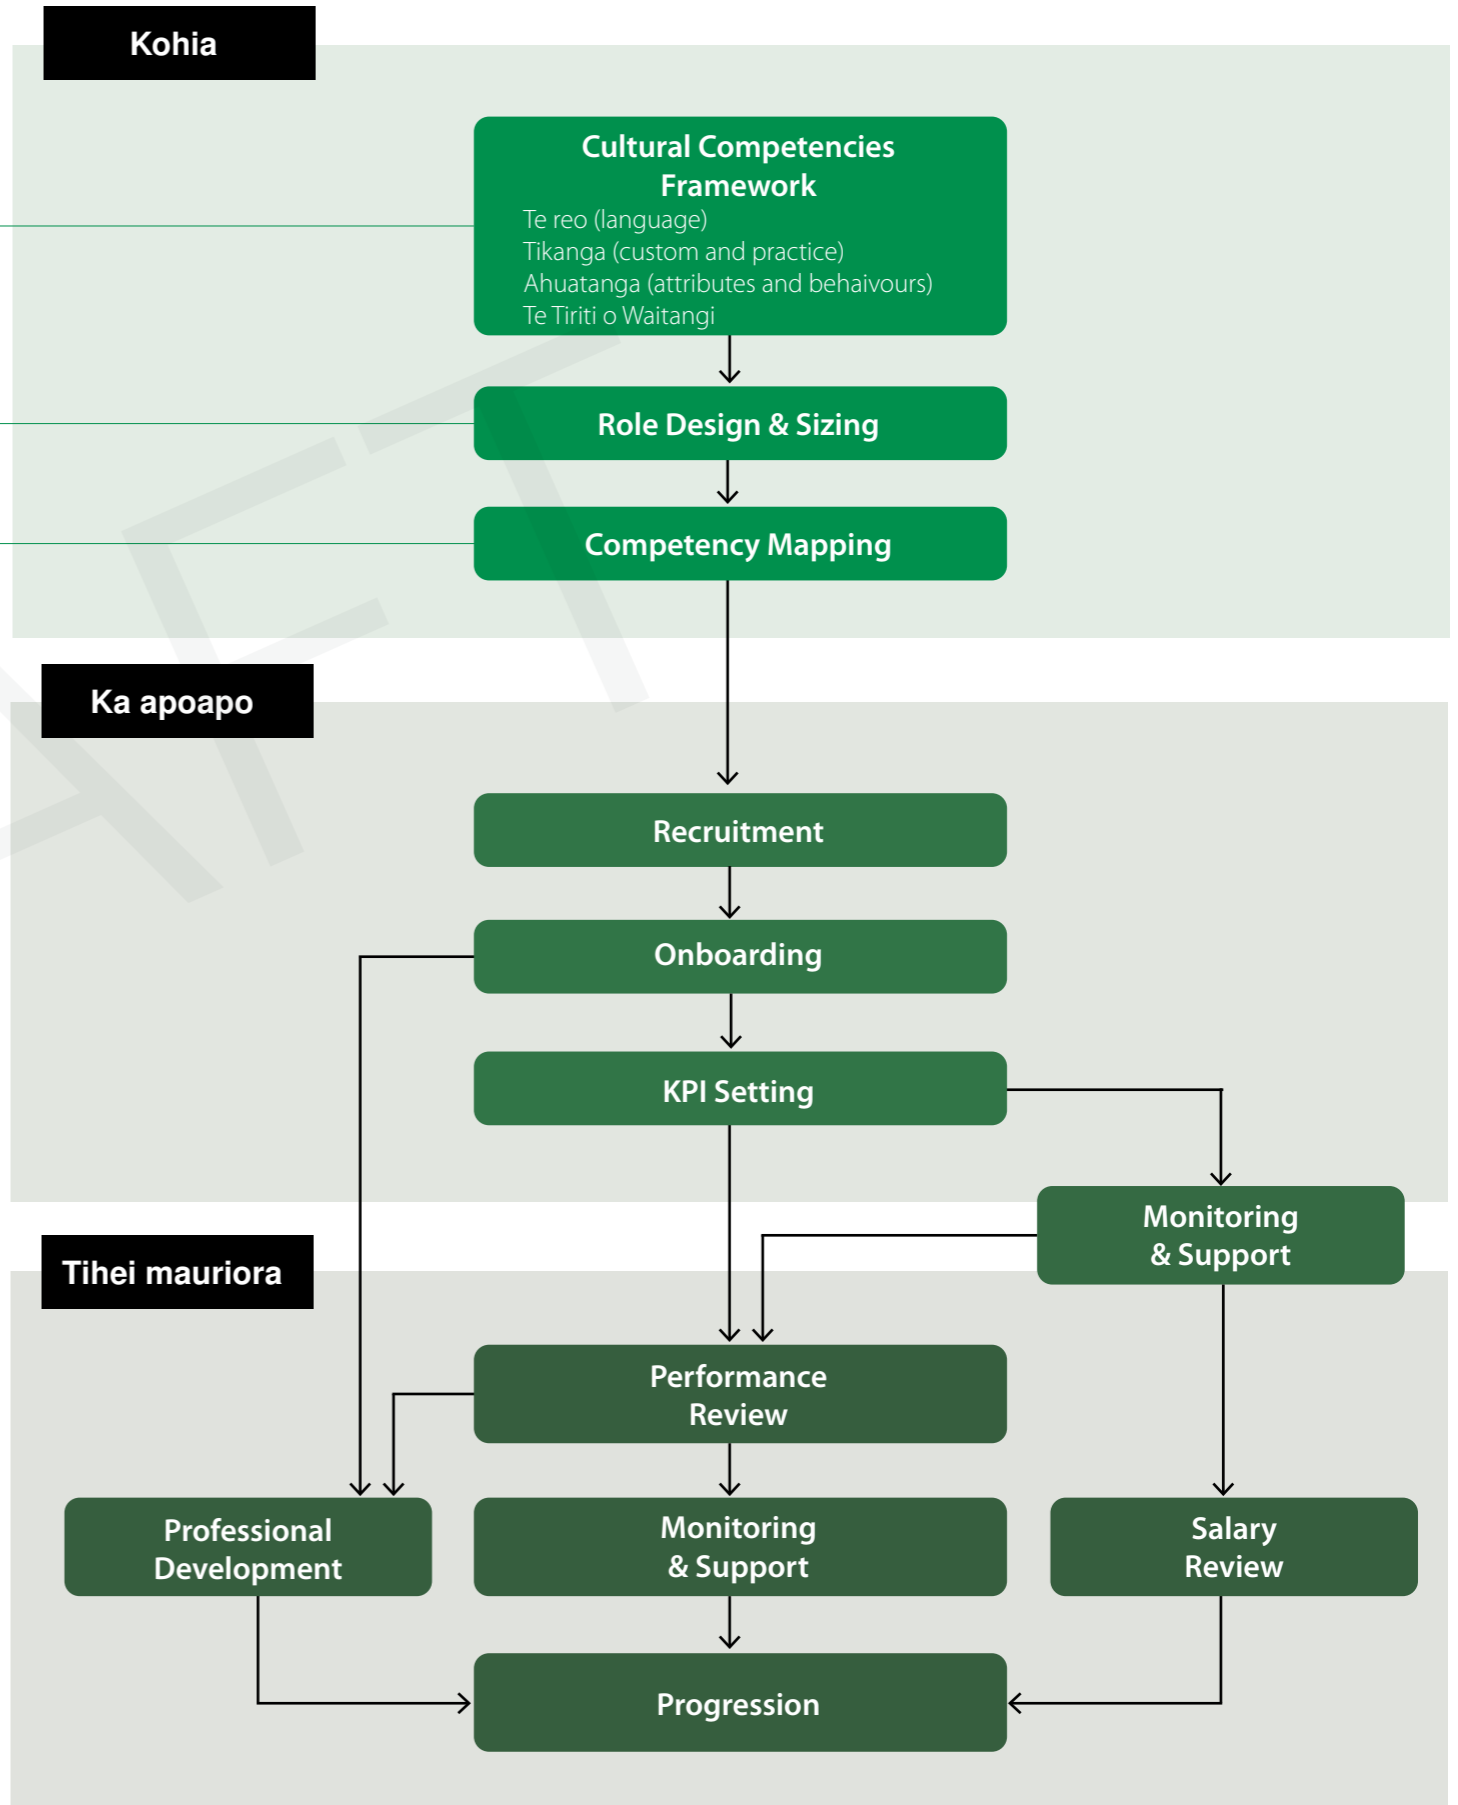 Kohia
Cultural Competencies
Framework
Te reo (language)
Tikanga (custom and practice)
Ahuatanga (attributes and behaivours)
Te Tiriti o Waitangi
Role Design & Sizing
Competency Mapping
Ka apoapo
Recruitment
Onboarding
KPI Setting
Monitoring
& Support
Tihei mauriora
Performance
Review
Professional
Development
Monitoring
& Support
Salary
Review
Progression
AFT